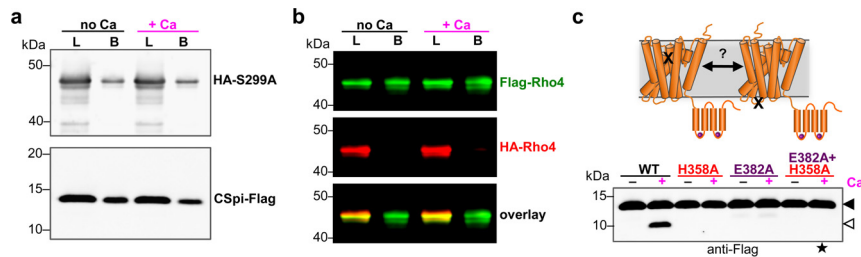 a
no Ca + Ca
kDa L B L B
50
HA-S299A
40
20
15
CSpi-Flag
10
b
no Ca + Ca
kDa L B L B
50
Flag-Rho4
40
50
HA-Rho4
40
50
overlay
40
c
?
X
X
E382A+
WT H358A E382A H358A
kDa − + − + − + − + Ca
15
10
anti-Flag